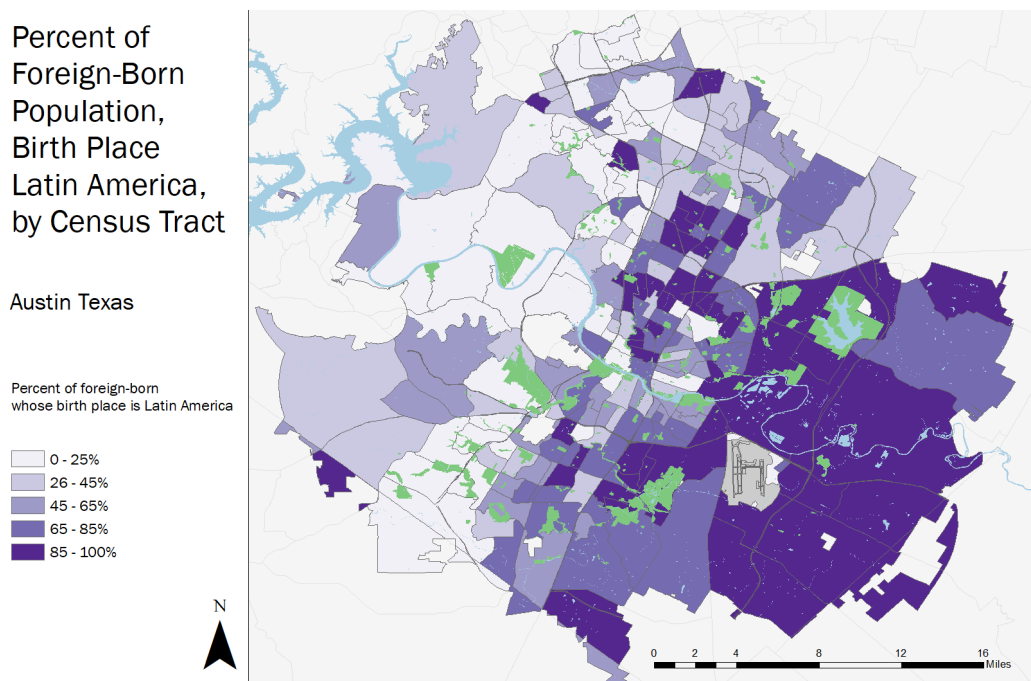 Percent of
Foreign-Born
Population,
Birth Place
Latin America,
by Census Tract
Austin Texas
Percent of foreign-born
whose birth place is Latin America
0 - 25%
26 - 45%
45 - 65%
65 - 85%
85 - 100%
N
0 2 4 8 12 16
Miles